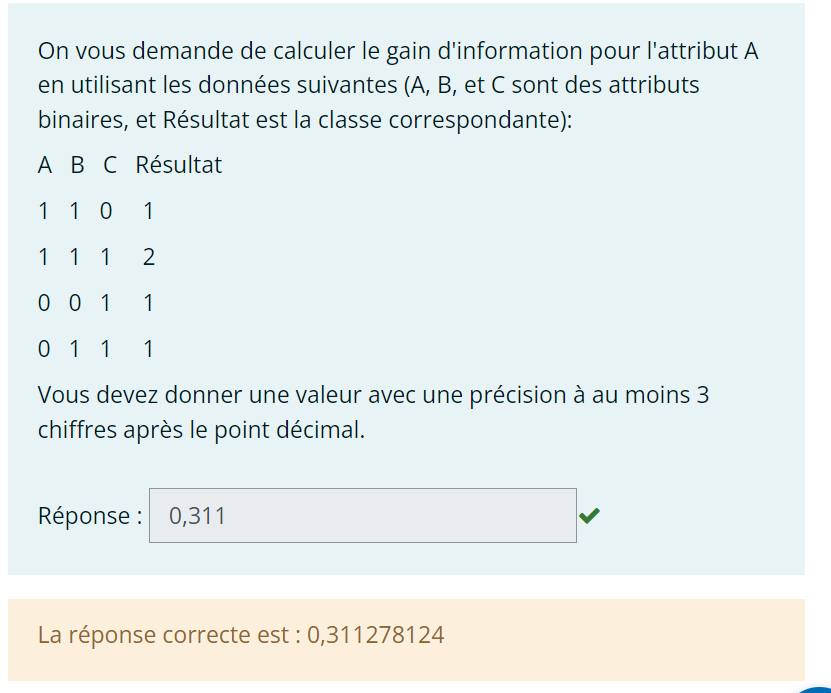 On vous demande de calculer le gain d'information pour l'attribut A
en utilisant les données suivantes (A, B, et C sont des attributs
binaires, et Résultat est la classe correspondante):
A B C Résultat
1 1 0 1
1 1 1 2
0 0 1 1
0 1 1 1
Vous devez donner une valeur avec une précision à au moins 3
chiffres après le point décimal.
Réponse : 0,311
La réponse correcte est : 0,311278124